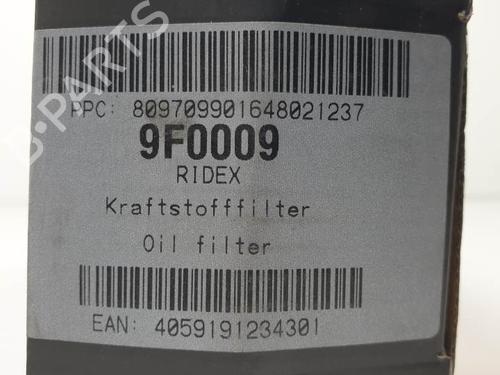 B-PARTS
PPC: 809709901648021237
9F0009
RIDEX
Kraftstofffilter
Oil filter
EAN: 4059191234301